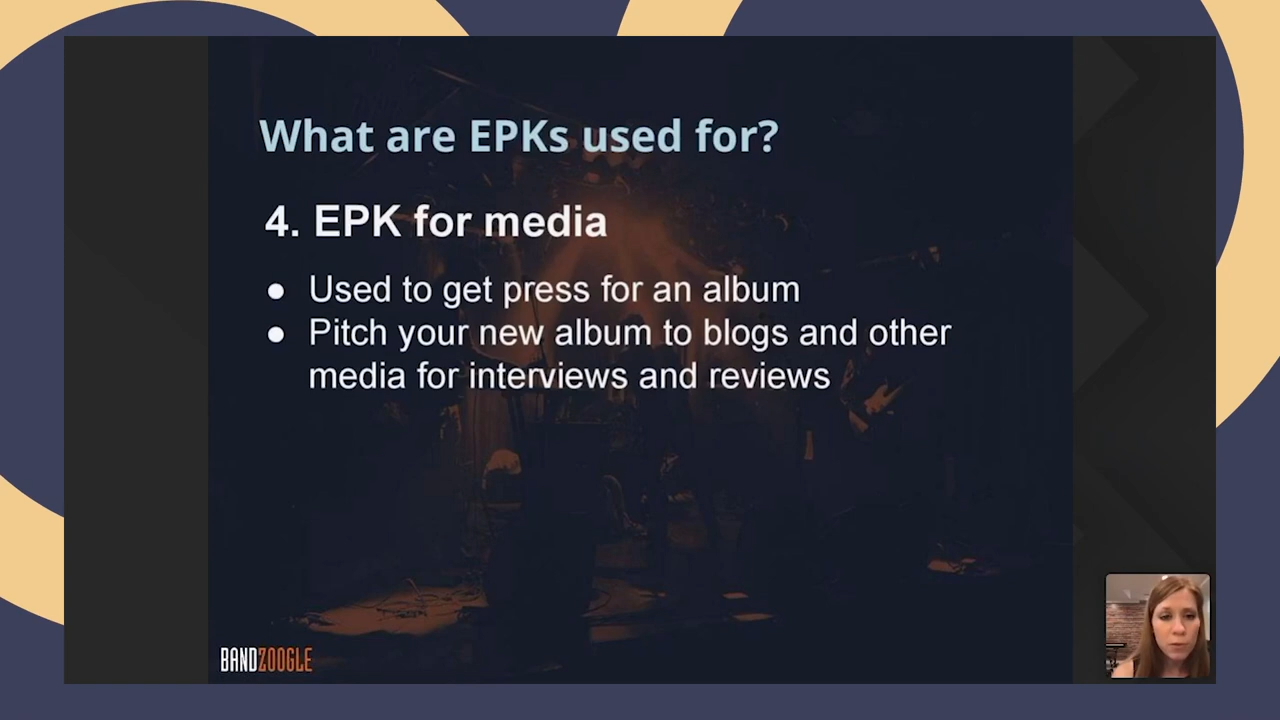 What are EPKs used for?
4. EPK for media
● Used to get press for an album
● Pitch your new album to blogs and other
media for interviews and reviews
BANDZOOGLE